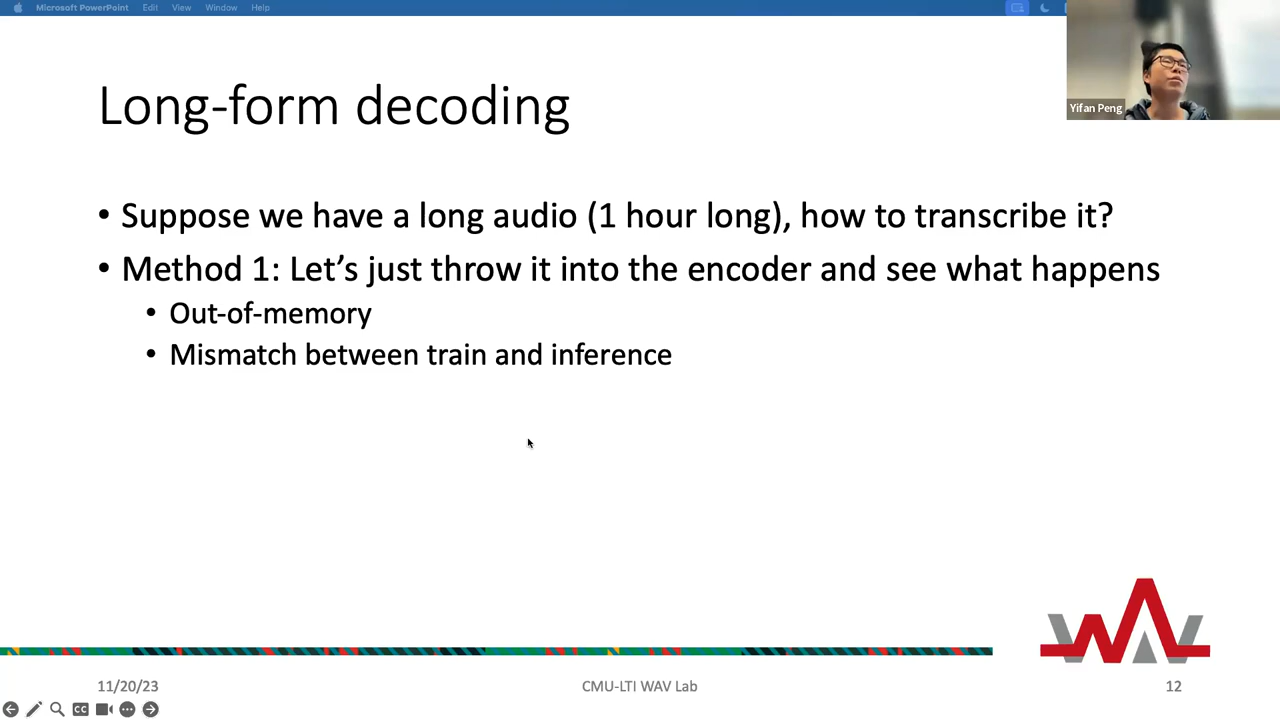 Microsoft PowerPoint Edit View Window Help
Yifan Peng
Long-form decoding
• Suppose we have a long audio (1 hour long), how to transcribe it?
• Method 1: Let's just throw it into the encoder and see what happens
• Out-of-memory
• Mismatch between train and inference
WAV
11/20/23
CMU-LTI WAV Lab
12
CC